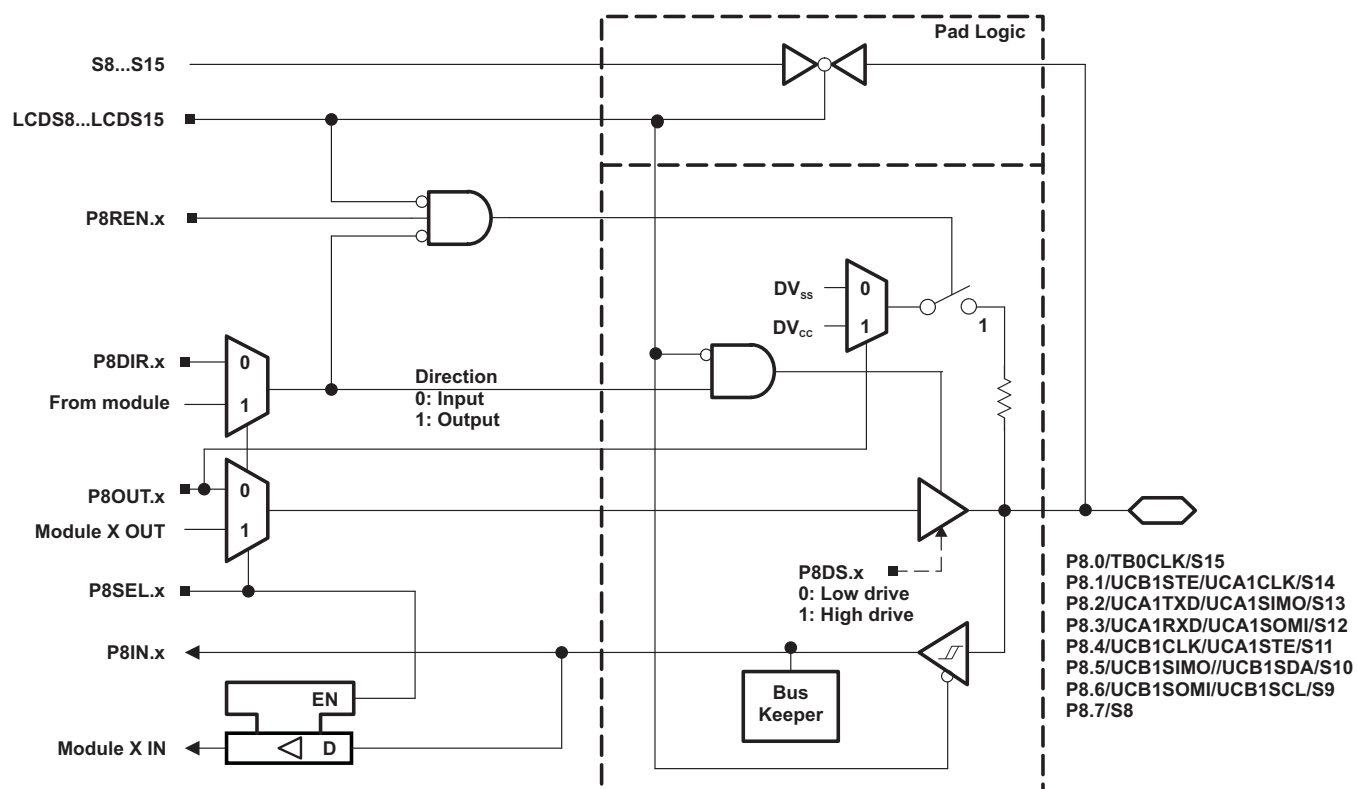 Pad Logic
S8...S15
LCDS8...LCDS15
P8REN.x
DVSS
0
DVCC
1
1
P8DIR.x
0
From module
1
Direction
0: Input
1: Output
P8OUT.x
0
Module X OUT
1
P8DS.x
0: Low drive
1: High drive
P8SEL.x
P8IN.x
Bus
Keeper
EN
D
Module X IN
P8.0/TB0CLK/S15
P8.1/UCB1STE/UCA1CLK/S14
P8.2/UCA1TXD/UCA1SIMO/S13
P8.3/UCA1RXD/UCA1SOMI/S12
P8.4/UCB1CLK/UCA1STE/S11
P8.5/UCB1SIMO//UCB1SDA/S10
P8.6/UCB1SOMI/UCB1SCL/S9
P8.7/S8